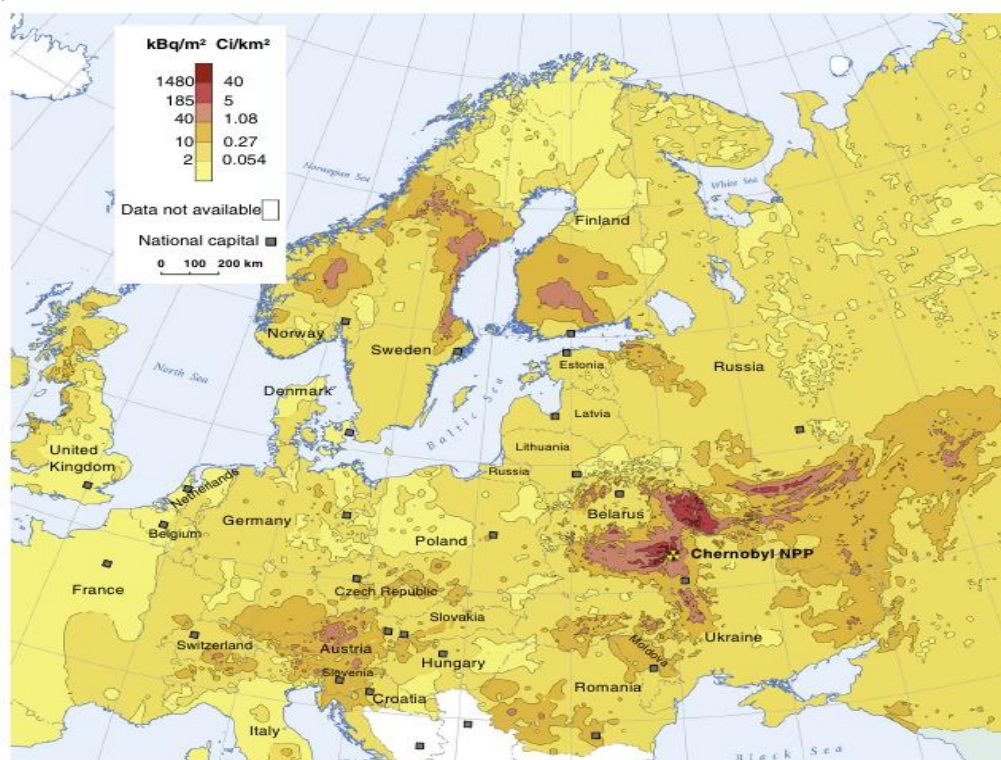 kBq/m² Ci/km²
1480 40
185 5
40 1.08
10 0.27
2 0.054
Data not available
National capital
0 100 200 km
Norwegian Sea
White Sea
Finland
Norway
Sweden
Estonia
Russia
North Sea
Denmark
Baltic Sea
Latvia
Lithuania
United
Kingdom
Russia
Netherlands
Belarus
Germany
Belgium
Poland
Chernobyl NPP
France
Czech Republic
Slovakia
Switzerland
Austria
Ukraine
Moldova
Hungary
Slovenia
Romania
Croatia
Italy
Black Sea